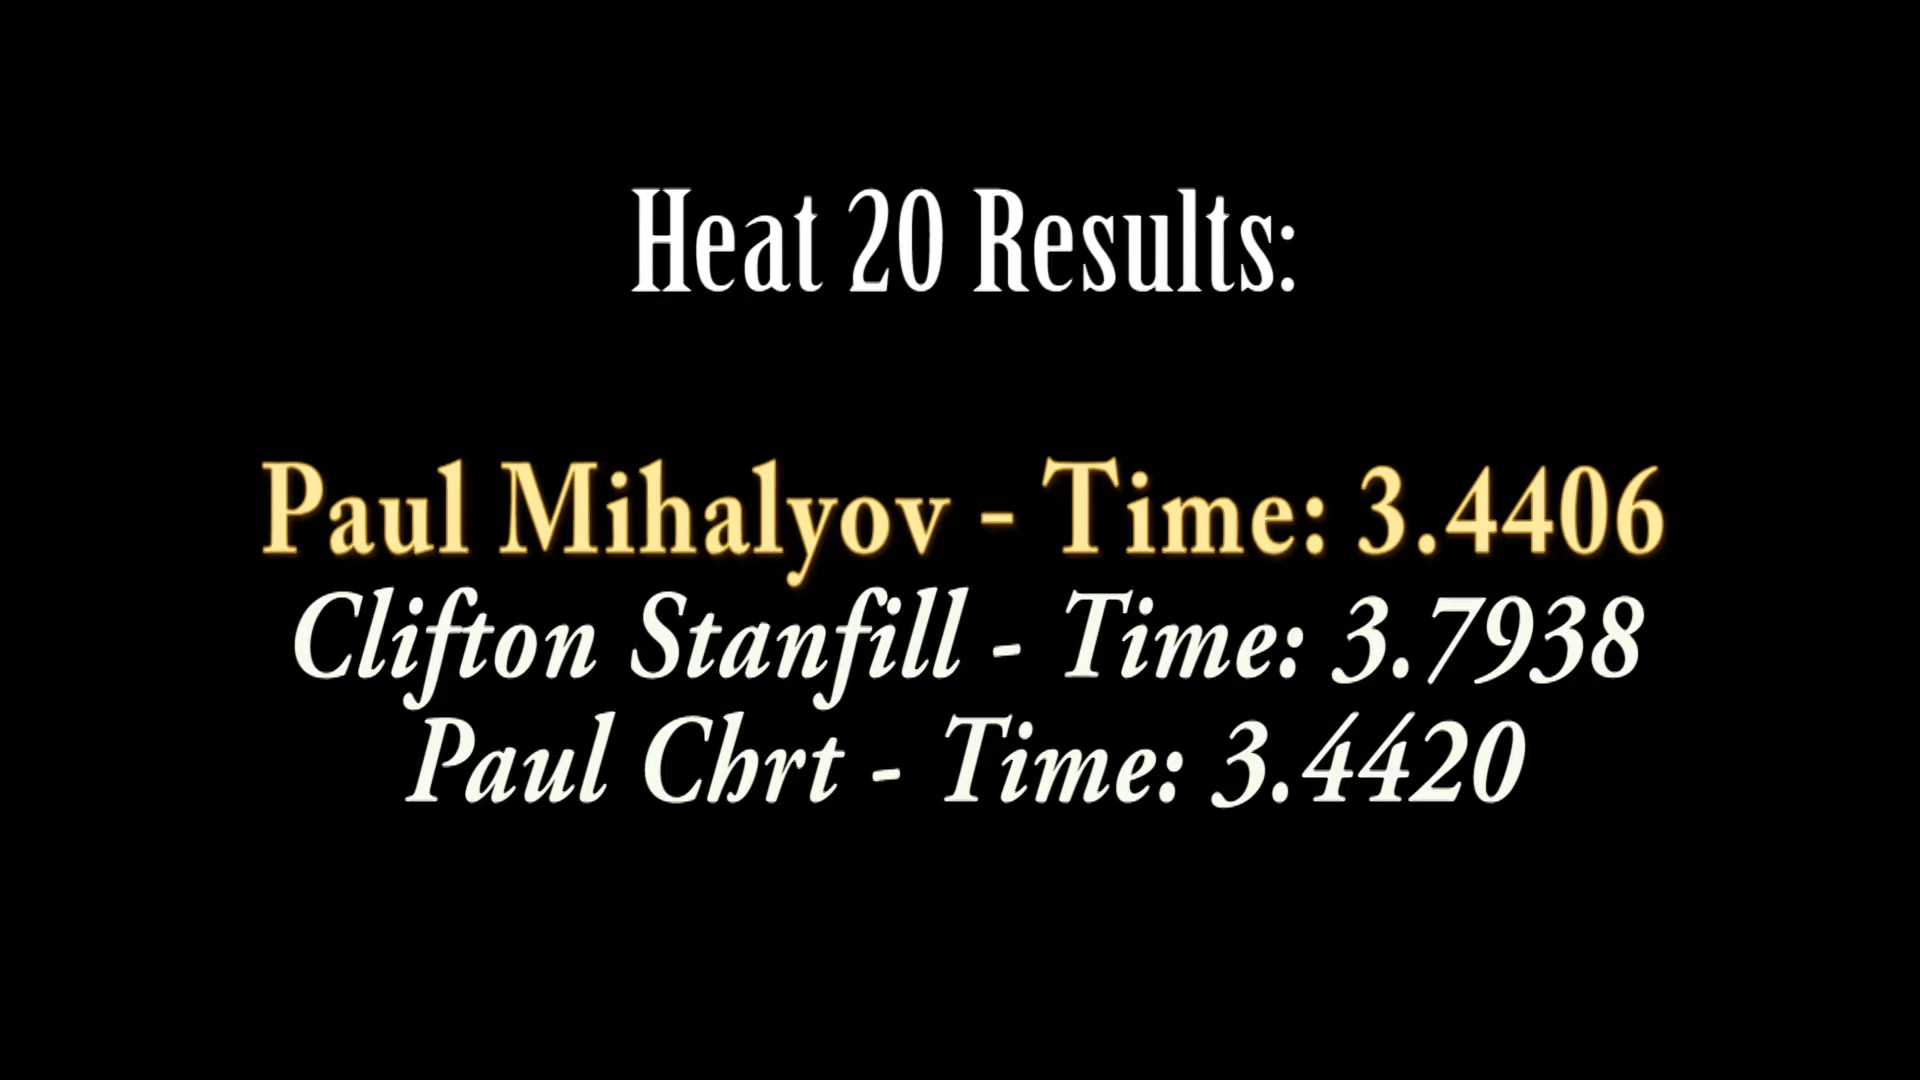 Heat 20 Results:
Paul Mihalyov - Time: 3.4406
Clifton Stanfill - Time: 3.7938
Paul Chrt - Time: 3.4420